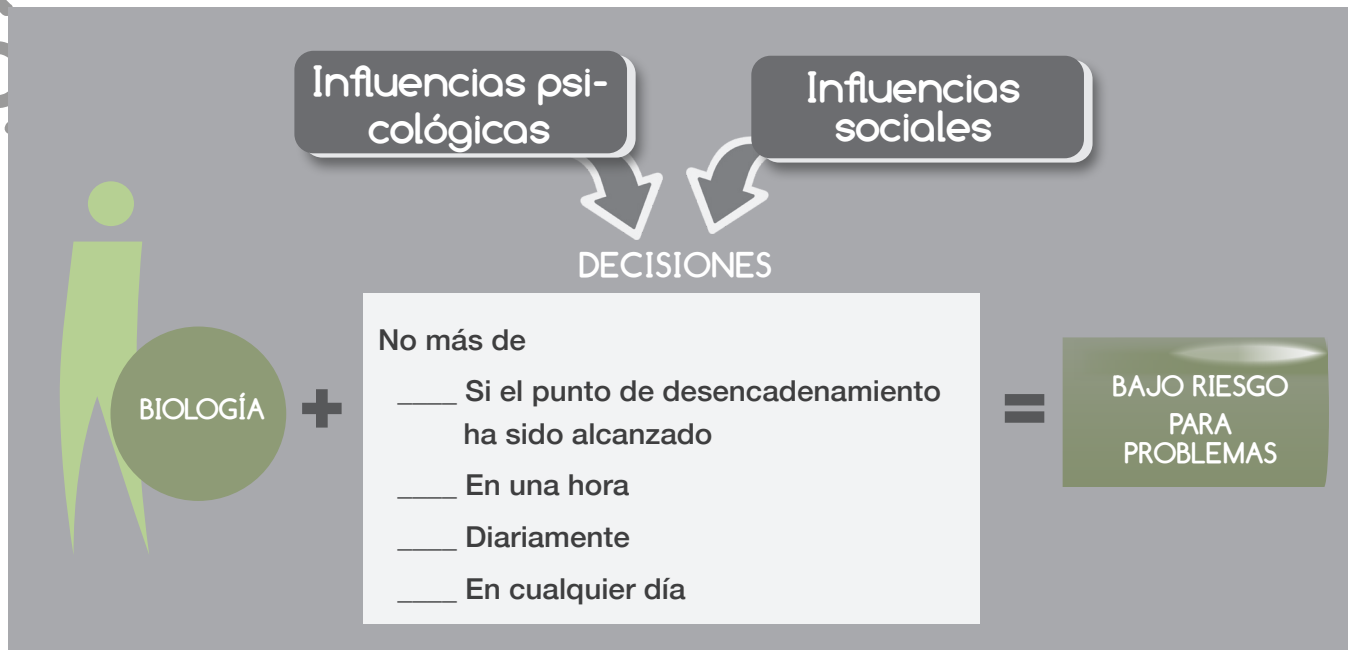 Influencias psi-
cológicas
Influencias
sociales
DECISIONES
No más de
____ Si el punto de desencadenamiento
ha sido alcanzado
____ En una hora
____ Diariamente
____ En cualquier día
BIOLOGÍA
+
=
BAJO RIESGO
PARA
PROBLEMAS